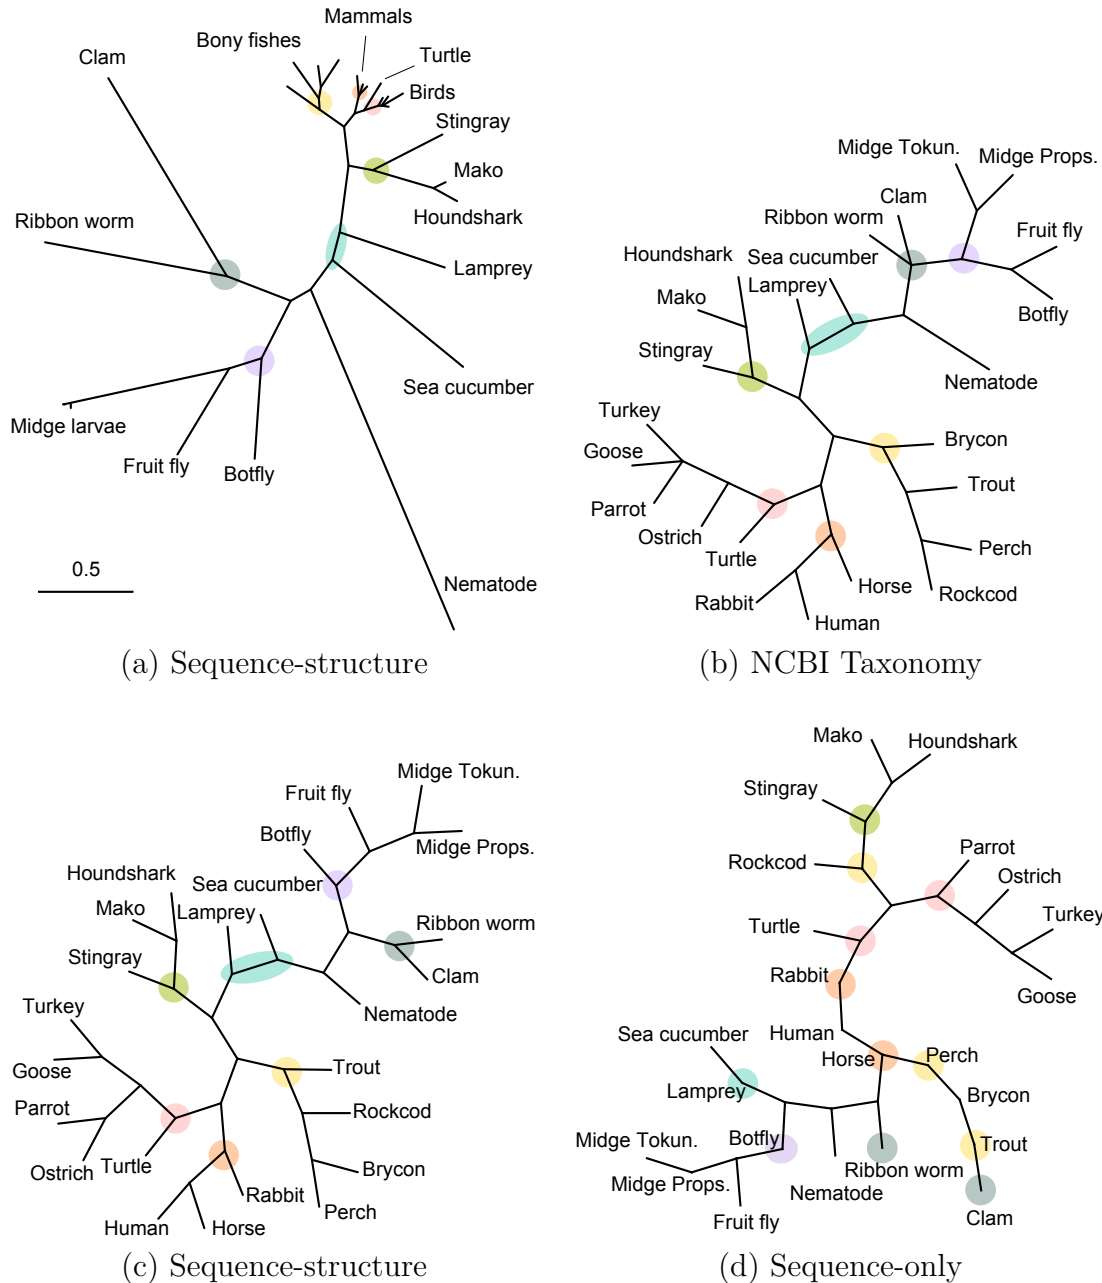 Mammals
Bony fishes
Turtle
Clam
Birds
Stingray
Mako
Houndshark
Ribbon worm
Lamprey
Sea cucumber
Midge larvae
Fruit fly
Botfly
0.5
Nematode
(a) Sequence-structure
Midge Tokun.
Midge Props.
Clam
Ribbon worm
Fruit fly
Houndshark
Sea cucumber
Lamprey
Mako
Botfly
Stingray
Nematode
Turkey
Brycon
Goose
Trout
Parrot
Ostrich
Turtle
Perch
Horse
Rockcod
Rabbit
Human
(b) NCBI Taxonomy
Midge Tokun.
Fruit fly
Botfly
Midge Props.
Houndshark
Sea cucumber
Mako
Lamprey
Ribbon worm
Stingray
Clam
Turkey
Nematode
Goose
Trout
Parrot
Rockcod
Ostrich
Turtle
Brycon
Rabbit
Perch
Human
Horse
(c) Sequence-structure
Mako
Houndshark
Stingray
Parrot
Rockcod
Ostrich
Turkey
Turtle
Rabbit
Goose
Sea cucumber
Human
Horse
Perch
Lamprey
Brycon
Midge Tokun.
Botfly
Trout
Ribbon worm
Midge Props.
Nematode
Fruit fly
Clam
(d) Sequence-only